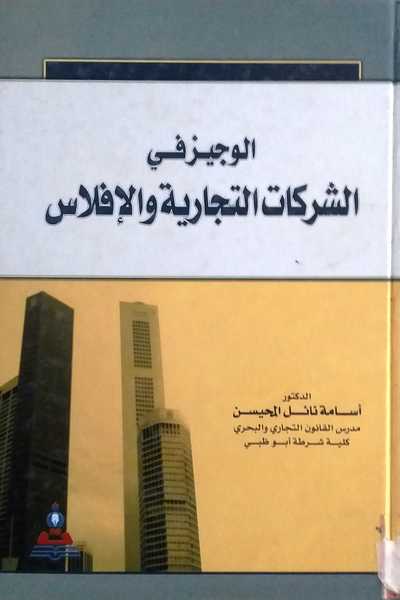 الوجيز في
الشركات التجارية والإفلاس
الدكتور
أسامة نائل المحيسن
مدرس القانون التجاري والبحري
كلية شرطة أبو ظبي